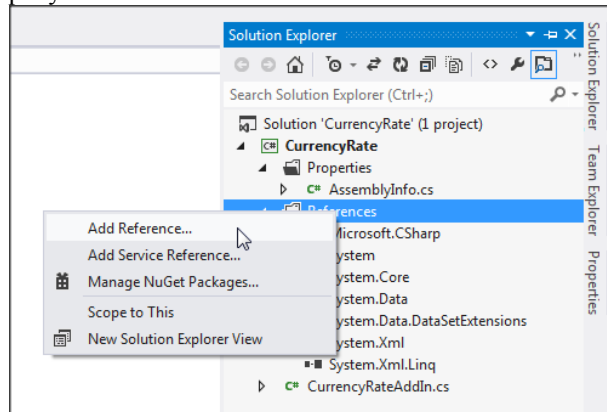 Solution Explorer
Search Solution Explorer (Ctrl+;)
Solution 'CurrencyRate' (1 project)
C# CurrencyRate
Properties
C# AssemblyInfo.cs
References
Microsoft.CSharp
System
System.Core
System.Data
System.Data.DataSetExtensions
System.Xml
System.Xml.Linq
C# CurrencyRateAddIn.cs
Add Reference...
Add Service Reference...
Manage NuGet Packages...
Scope to This
New Solution Explorer View
Solution Explorer
Team Explorer
Properties